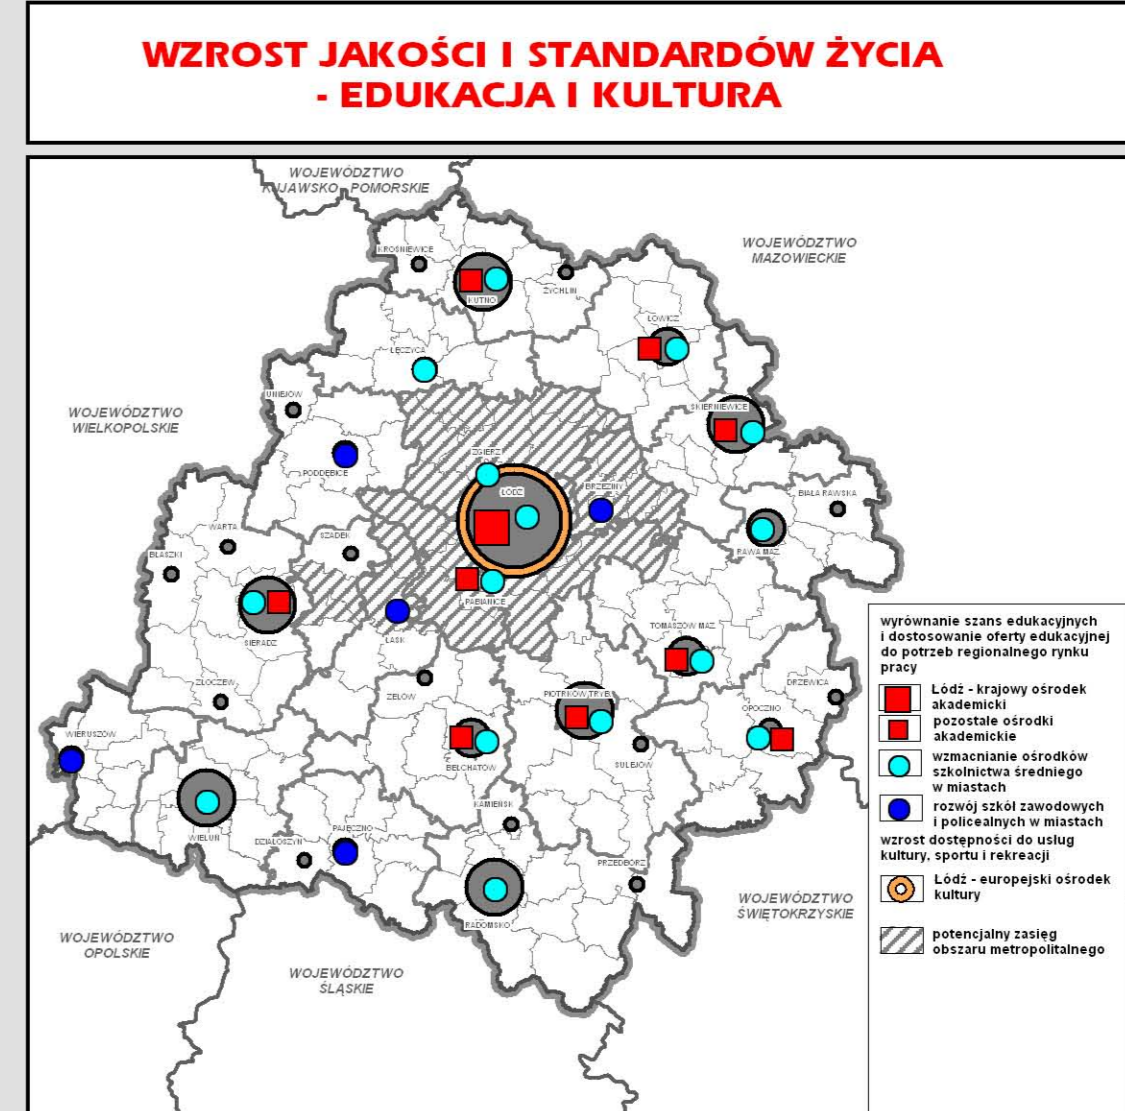 WZROST JAKOŚCI I STANDARDÓW ŻYCIA
- EDUKACJA I KULTURA
WOJEWÓDZTWO
KUJAWSKO - POMORSKIE
WOJEWÓDZTWO
MAZOWIECKIE
KROŚNIEWICE
KUTNO
ŻYCHLIN
ŁOWICZ
ŁĘCZYCA
UNIEJÓW
WOJEWÓDZTWO
WIELKOPOLSKIE
SKIERNIEWICE
ZGIERZ
PODDĘBICE
ŁÓDŹ
BRZEZINY
BIAŁA RAWSKA
WARTA
SZADEK
RAWA MAZ.
BŁASZKI
PABIANICE
SIERADZ
ŁASK
TOMASZÓW MAZ.
ZŁOCZEW
ZELÓW
PIOTRKÓW TRYB.
DRZEWICA
OPOCZNO
WIERUSZÓW
BEŁCHATÓW
SULEJÓW
KAMIEŃSK
WIELUŃ
DZIAŁOSZYN
PAJĘCZNO
PRZEDBÓRZ
RADOMSKO
WOJEWÓDZTWO
ŚWIĘTOKRZYSKIE
WOJEWÓDZTWO
OPOLSKIE
WOJEWÓDZTWO
ŚLĄSKIE
wyrównanie szans edukacyjnych
i dostosowanie oferty edukacyjnej
do potrzeb regionalnego rynku
pracy
Łódź - krajowy ośrodek
akademicki
pozostałe ośrodki
akademickie
wzmacnianie ośrodków
szkolnictwa średniego
w miastach
rozwój szkół zawodowych
i policealnych w miastach
wzrost dostępności do usług
kultury, sportu i rekreacji
Łódź - europejski ośrodek
kultury
potencjalny zasięg
obszaru metropolitalnego